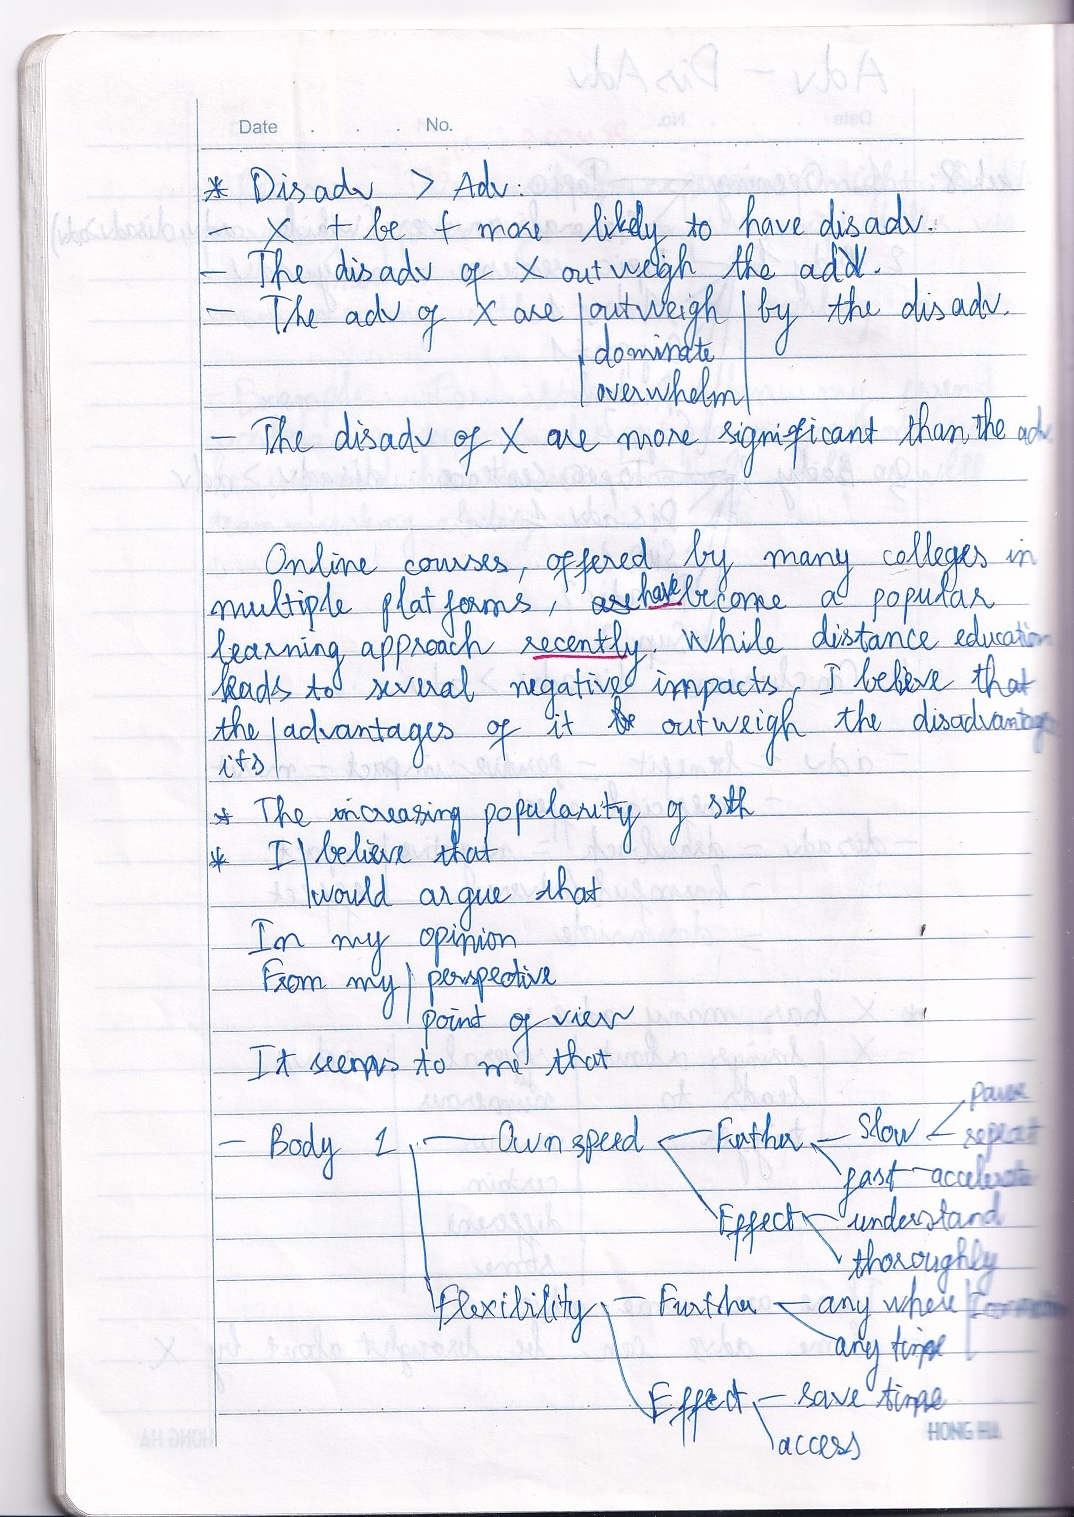 Date . . . No.
* Disadv > Adv:
- X + be + more likely to have disadv.
- The disadv of X outweigh the adv.
- The adv of X are | outweigh | by the disadv.
dominate
overwhelm
- The disadv of X are more significant than the adv
Online courses, offered by many colleges in
multiple platforms, have become a popular
learning approach recently. While distance education
leads to several negative impacts, I believe that
the | advantages of it outweigh the disadvantages
its
* The increasing popularity of sth
* I | believe that
would argue that
In my opinion
From my | perspective
point of view
It seems to me that
- Body 1 - Own speed - Further - Slow < pause
repeat
fast - accelerate
Effect - understand
thoroughly
Flexibility - Further - any where
any time
Effect - save time
access
HONG HA